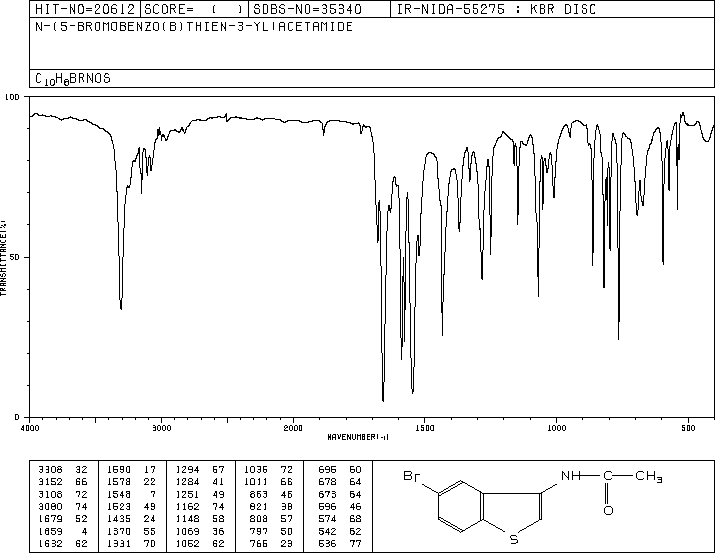 HIT-NO=20612 SCORE= ( ) SDBS-NO=35340 IR-NIDA-55275 : KBR DISC
N-(5-BROMOBENZO(B)THIEN-3-YL)ACETAMIDE
C10H8BRNOS
100
TRANSMITTANCE(%)
50
0
4000 3000 2000 1500 1000 500
WAVENUMBER(-1)
3308 32 1590 17 1294 67 1036 72 696 60
3152 66 1578 22 1284 41 1011 66 678 64
3108 72 1548 7 1251 49 863 46 673 64
3080 74 1523 49 1162 74 821 38 596 46
1679 52 1435 24 1148 58 808 57 574 68
1659 4 1370 55 1069 36 797 50 542 62
1632 62 1331 70 1052 62 766 23 536 77
Br
NH C CH3
O
S